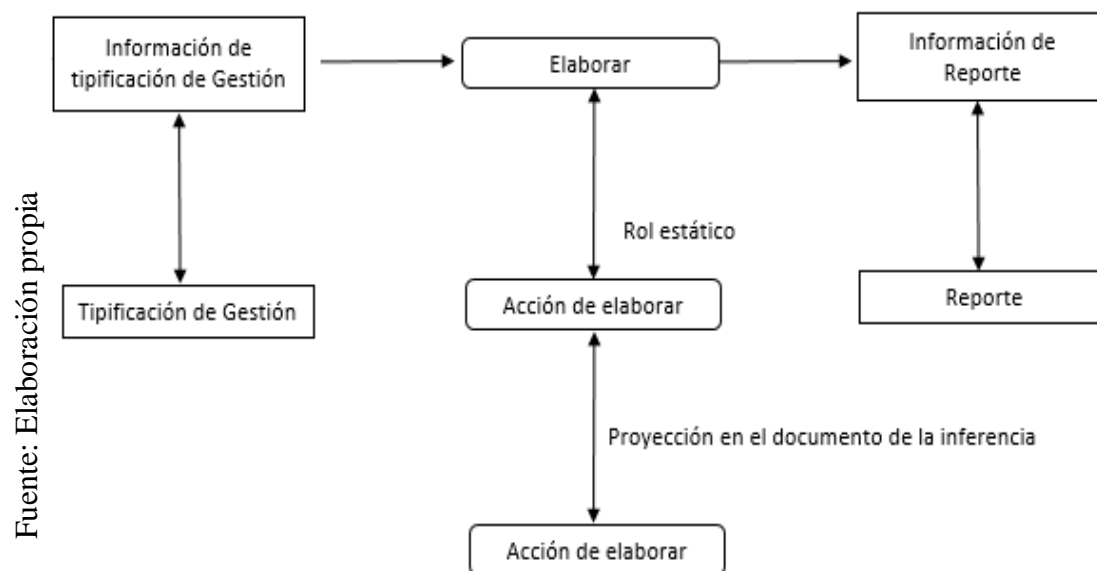 Información de
tipificación de Gestión
Elaborar
Información de
Reporte
Rol estático
Tipificación de Gestión
Acción de elaborar
Reporte
Proyección en el documento de la inferencia
Acción de elaborar
Fuente: Elaboración propia